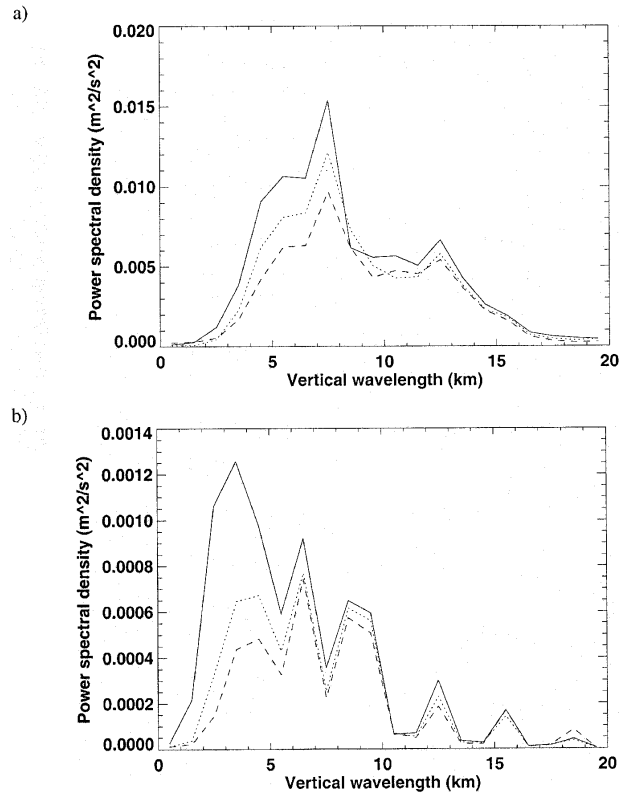 a)
0.020
0.015
0.010
0.005
0.000
Power spectral density (m^2/s^2)
0 5 10 15 20
Vertical wavelength (km)
b)
0.0014
0.0012
0.0010
0.0008
0.0006
0.0004
0.0002
0.0000
Power spectral density (m^2/s^2)
0 5 10 15 20
Vertical wavelength (km)